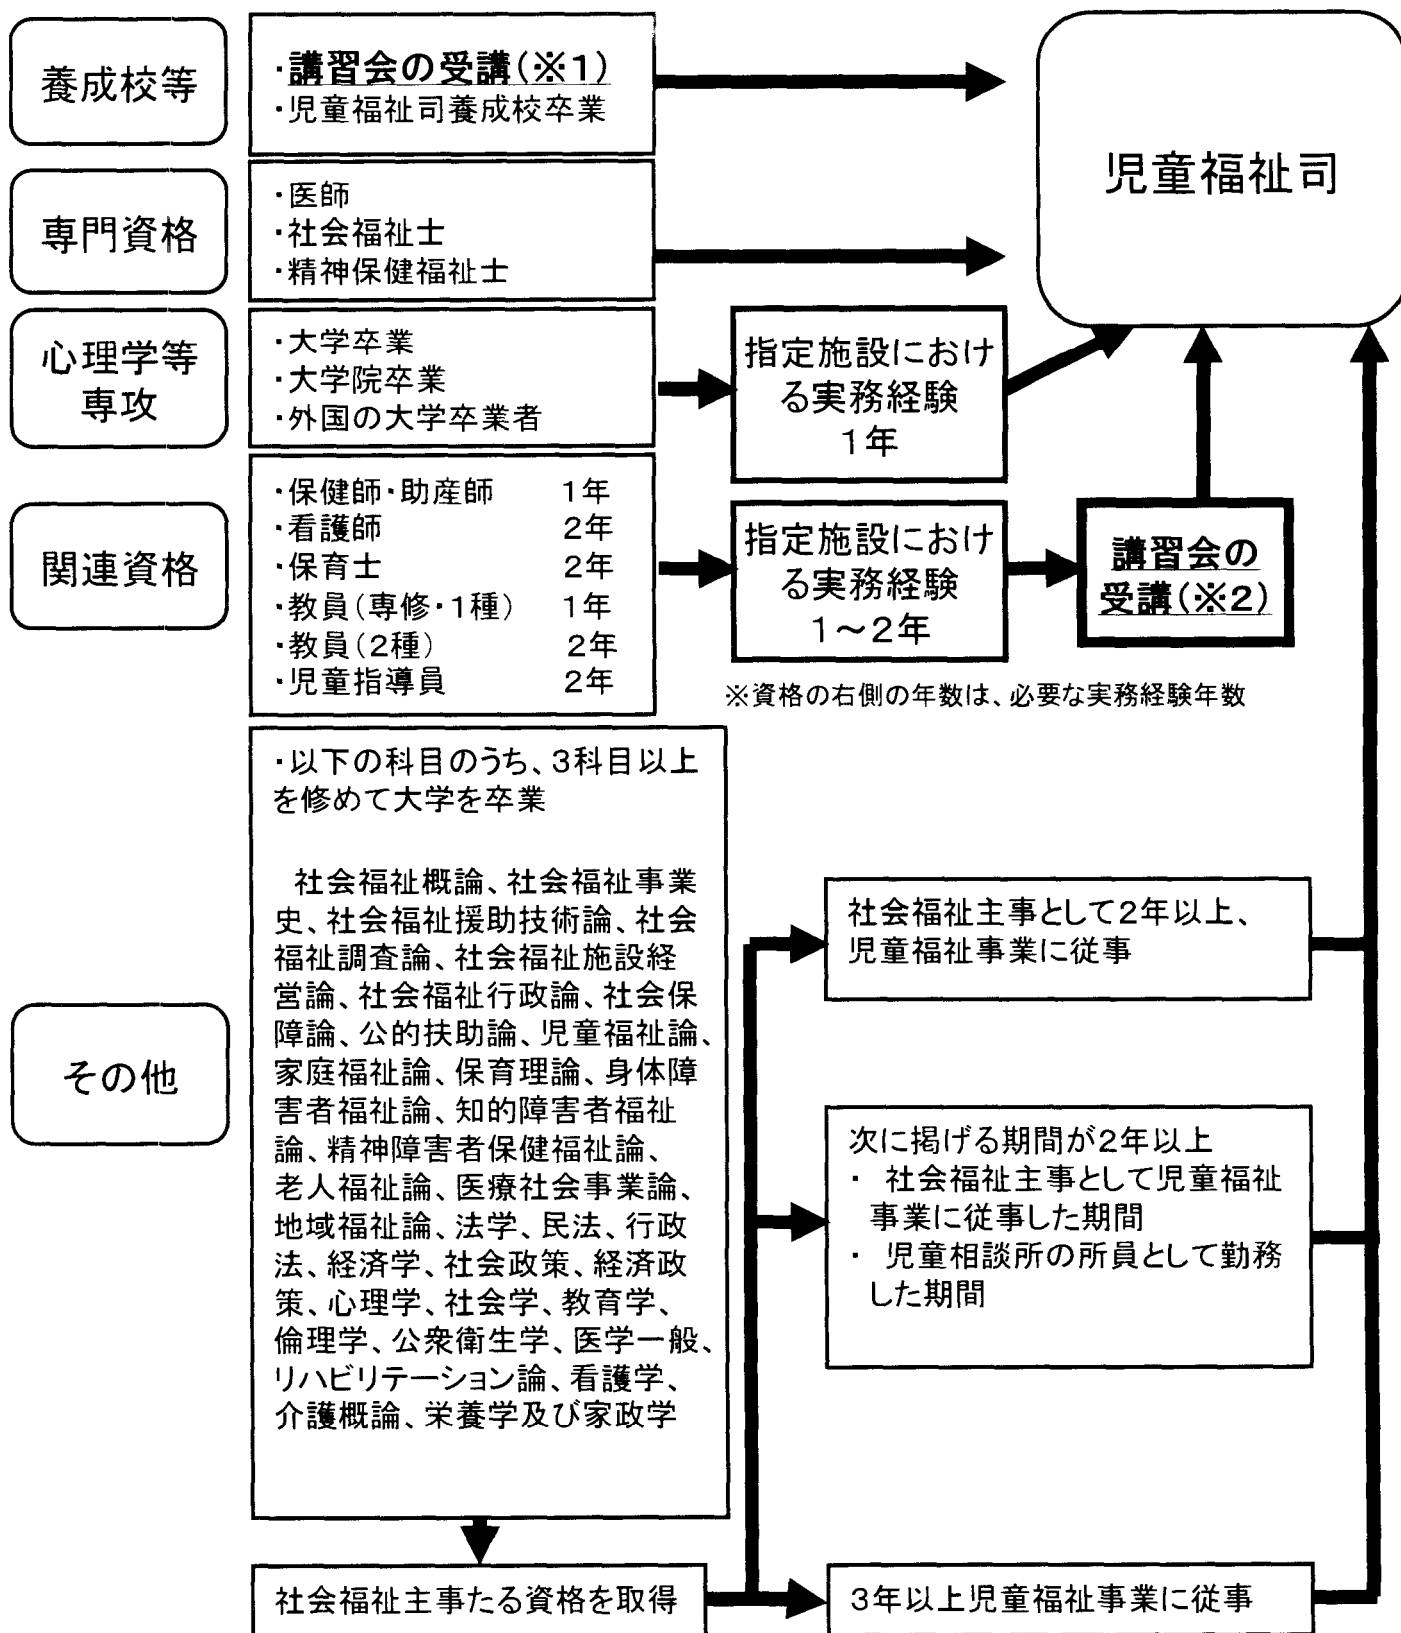 養成校等
・講習会の受講(※1)
・児童福祉司養成校卒業
児童福祉司
専門資格
・医師
・社会福祉士
・精神保健福祉士
心理学等
専攻
・大学卒業
・大学院卒業
・外国の大学卒業者
指定施設におけ
る実務経験
1年
関連資格
・保健師・助産師 1年
・看護師 2年
・保育士 2年
・教員(専修・1種) 1年
・教員(2種) 2年
・児童指導員 2年
指定施設におけ
る実務経験
1～2年
講習会の
受講(※2)
※資格の右側の年数は、必要な実務経験年数
その他
・以下の科目のうち、3科目以上
を修めて大学を卒業
社会福祉概論、社会福祉事業
史、社会福祉援助技術論、社会
福祉調査論、社会福祉施設経
営論、社会福祉行政論、社会保
障論、公的扶助論、児童福祉論、
家庭福祉論、保育理論、身体障
害者福祉論、知的障害者福祉
論、精神障害者保健福祉論、
老人福祉論、医療社会事業論、
地域福祉論、法学、民法、行政
法、経済学、社会政策、経済政
策、心理学、社会学、教育学、
倫理学、公衆衛生学、医学一般、
リハビリテーション論、看護学、
介護概論、栄養学及び家政学
社会福祉主事たる資格を取得
社会福祉主事として2年以上、
児童福祉事業に従事
次に掲げる期間が2年以上
・ 社会福祉主事として児童福祉
事業に従事した期間
・ 児童相談所の所員として勤務
した期間
3年以上児童福祉事業に従事